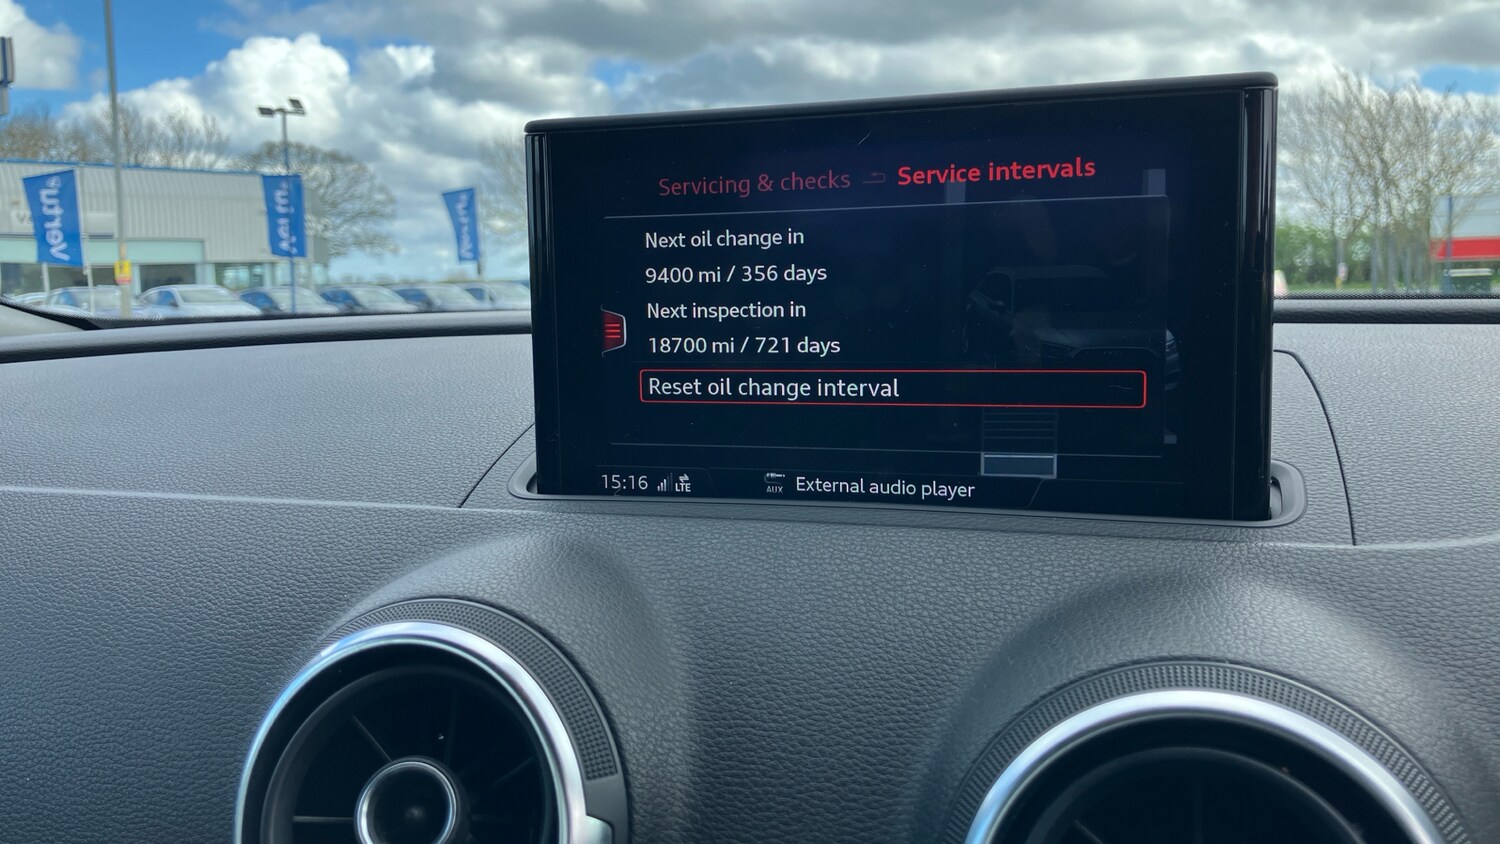 Servicing & checks Service intervals
Next oil change in
9400 mi / 356 days
Next inspection in
18700 mi / 721 days
Reset oil change interval
15:16 LTE AUX External audio player